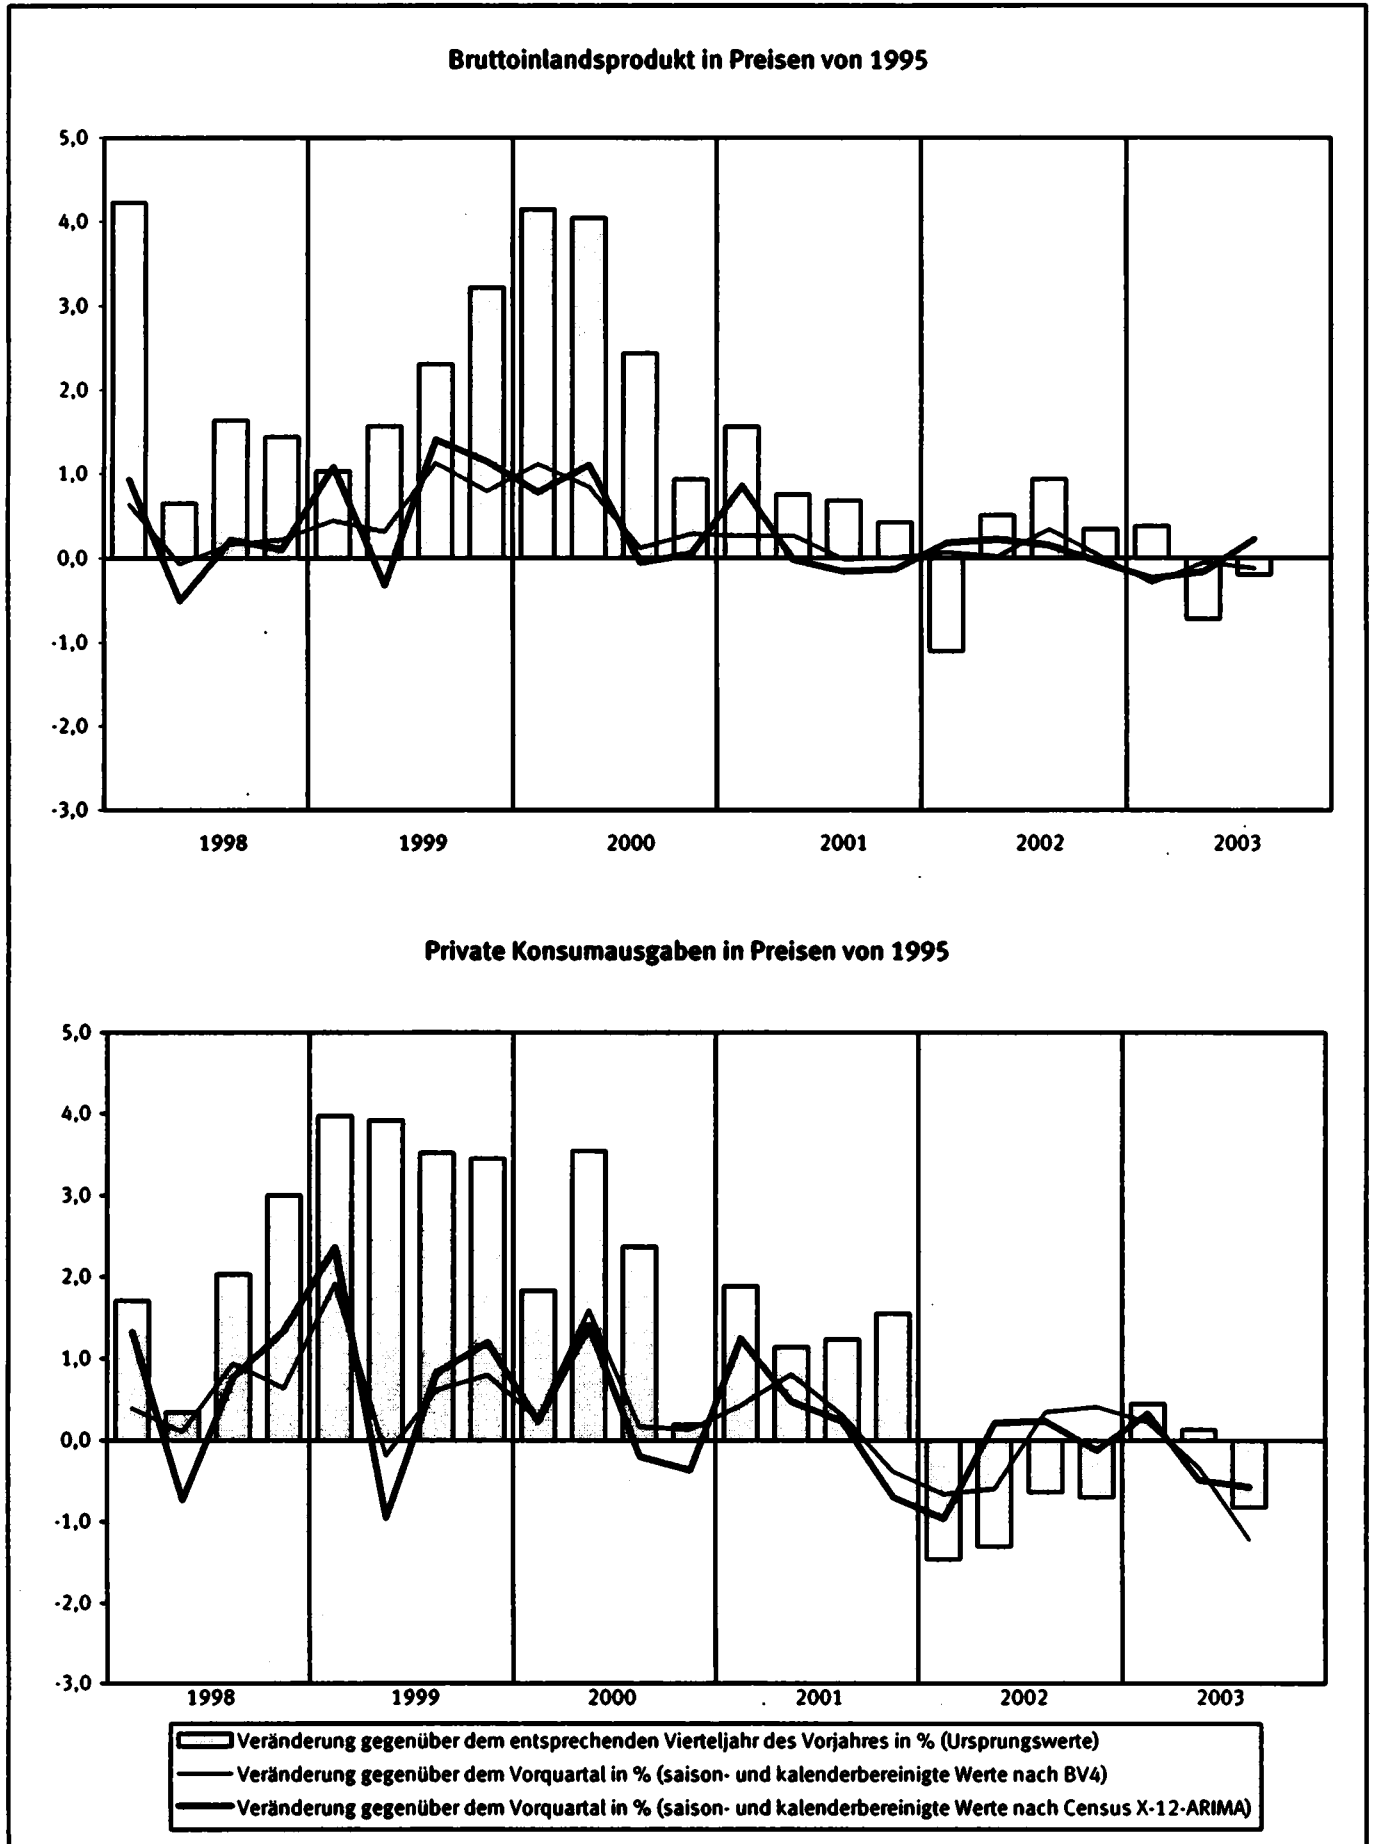 Bruttoinlandsprodukt in Preisen von 1995
5,0
4,0
3,0
2,0
1,0
0,0
-1,0
-2,0
-3,0
1998 1999 2000 2001 2002 2003
Private Konsumausgaben in Preisen von 1995
5,0
4,0
3,0
2,0
1,0
0,0
-1,0
-2,0
-3,0
1998 1999 2000 2001 2002 2003
Veränderung gegenüber dem entsprechenden Vierteljahr des Vorjahres in % (Ursprungswerte)
Veränderung gegenüber dem Vorquartal in % (saison- und kalenderbereinigte Werte nach BV4)
Veränderung gegenüber dem Vorquartal in % (saison- und kalenderbereinigte Werte nach Census X-12-ARIMA)